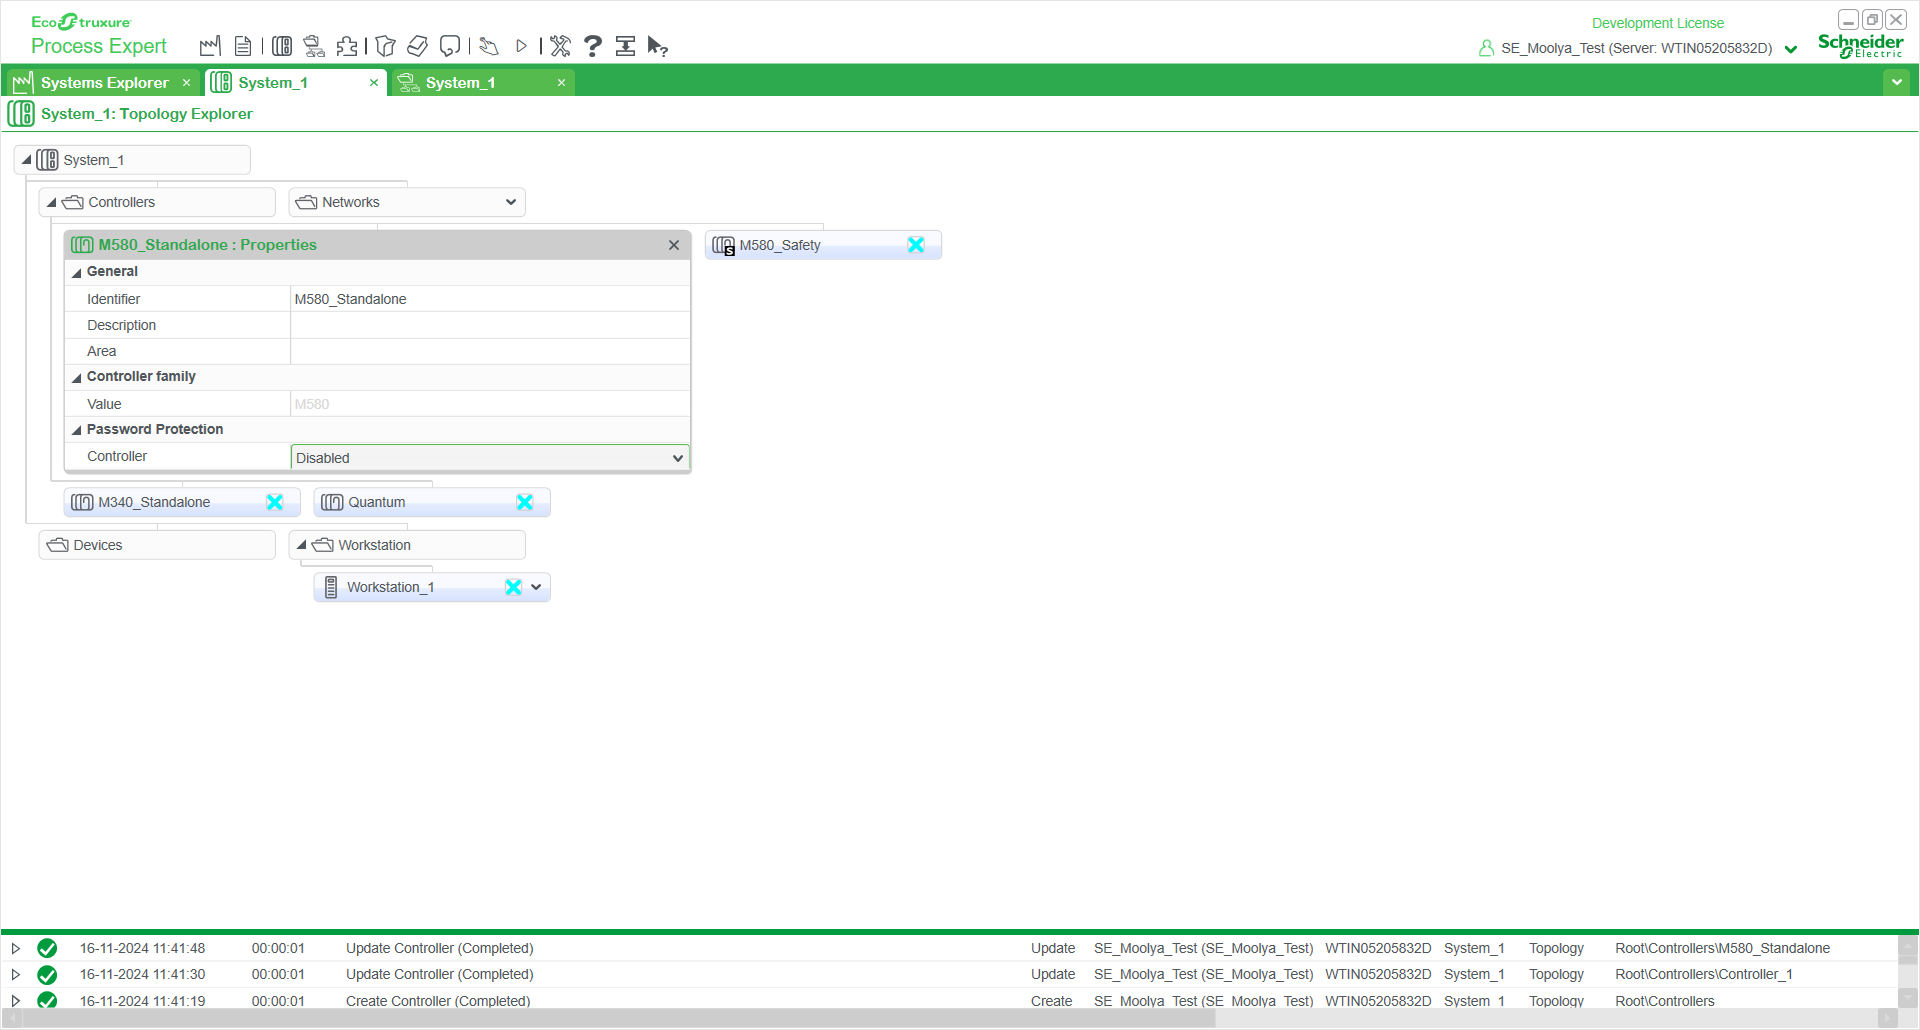 EcoStruxure
Process Expert
Development License
SE_Moolya_Test (Server: WTIN05205832D)
Schneider
Electric
Systems Explorer
System_1
System_1
System_1: Topology Explorer
System_1
Controllers
Networks
M580_Standalone : Properties
M580_Safety
General
Identifier M580_Standalone
Description
Area
Controller family
Value M580
Password Protection
Controller Disabled
M340_Standalone
Quantum
Devices
Workstation
Workstation_1
16-11-2024 11:41:48 00:00:01 Update Controller (Completed) Update SE_Moolya_Test (SE_Moolya_Test) WTIN05205832D System_1 Topology Root\Controllers\M580_Standalone
16-11-2024 11:41:30 00:00:01 Update Controller (Completed) Update SE_Moolya_Test (SE_Moolya_Test) WTIN05205832D System_1 Topology Root\Controllers\Controller_1
16-11-2024 11:41:19 00:00:01 Create Controller (Completed) Create SE_Moolya_Test (SE_Moolya_Test) WTIN05205832D System_1 Topology Root\Controllers